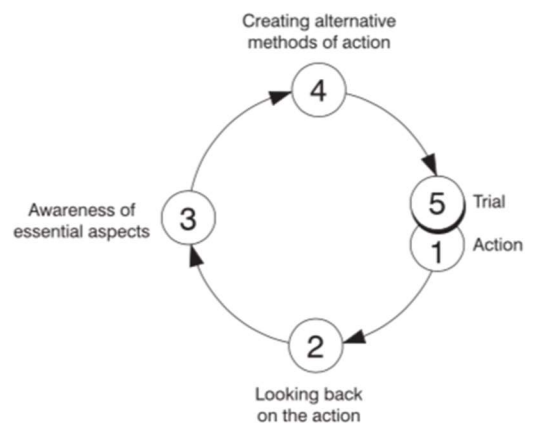 Creating alternative
methods of action
4
5
Trial
Awareness of
essential aspects
3
1
Action
2
Looking back
on the action